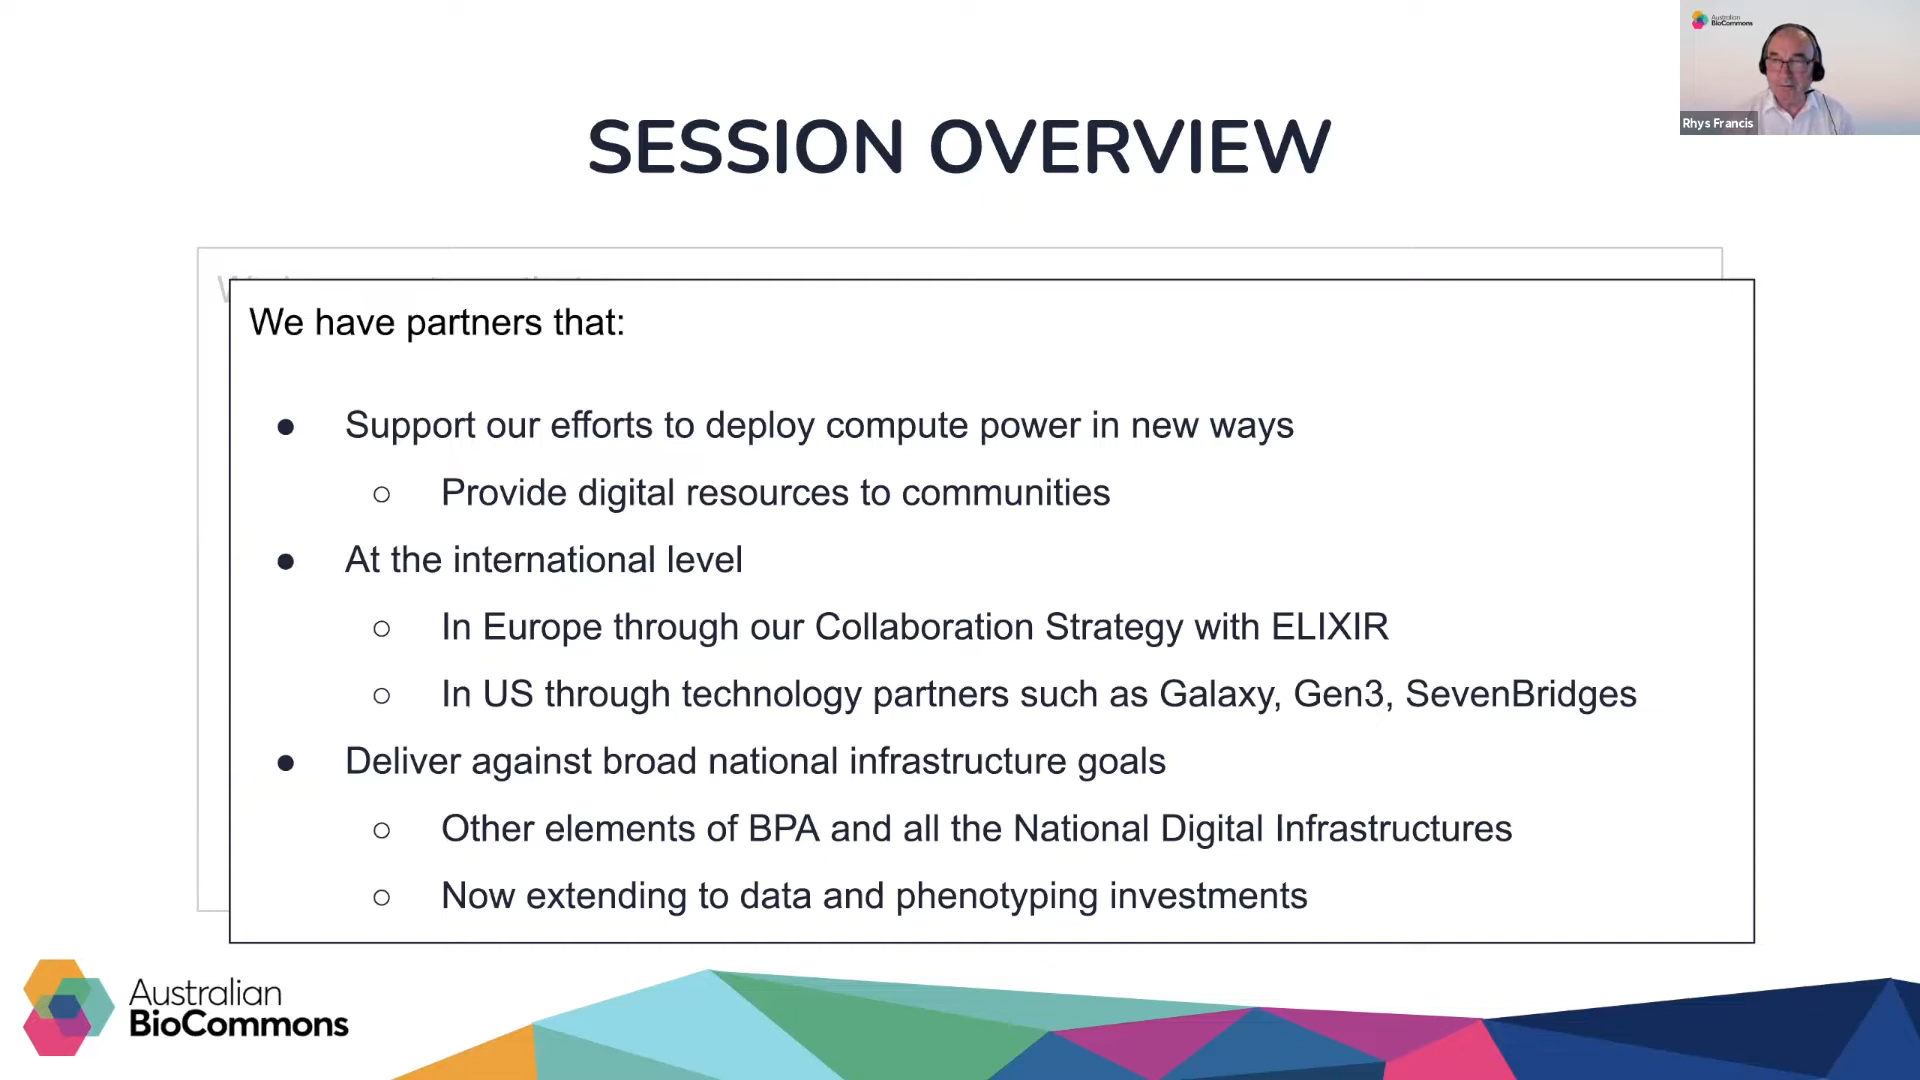 Australian
BioCommons
Rhys Francis
SESSION OVERVIEW
We have partners that:
● Support our efforts to deploy compute power in new ways
○ Provide digital resources to communities
● At the international level
○ In Europe through our Collaboration Strategy with ELIXIR
○ In US through technology partners such as Galaxy, Gen3, SevenBridges
● Deliver against broad national infrastructure goals
○ Other elements of BPA and all the National Digital Infrastructures
○ Now extending to data and phenotyping investments
Australian
BioCommons